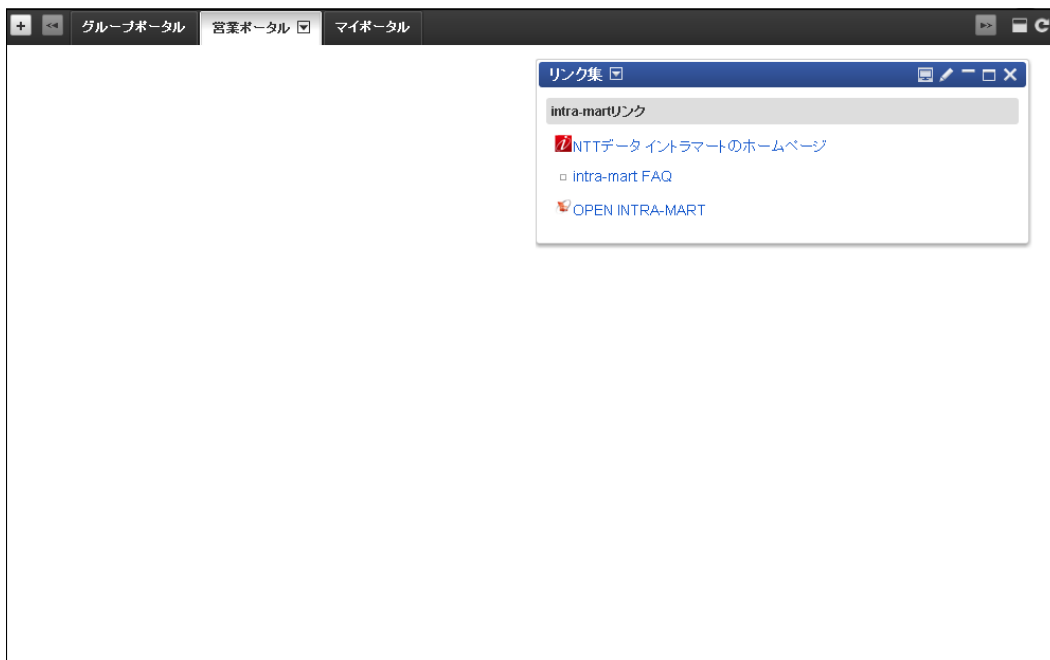 グループポータル 営業ポータル マイポータル
リンク集
intra-martリンク
NTTデータ イントラマートのホームページ
intra-mart FAQ
OPEN INTRA-MART